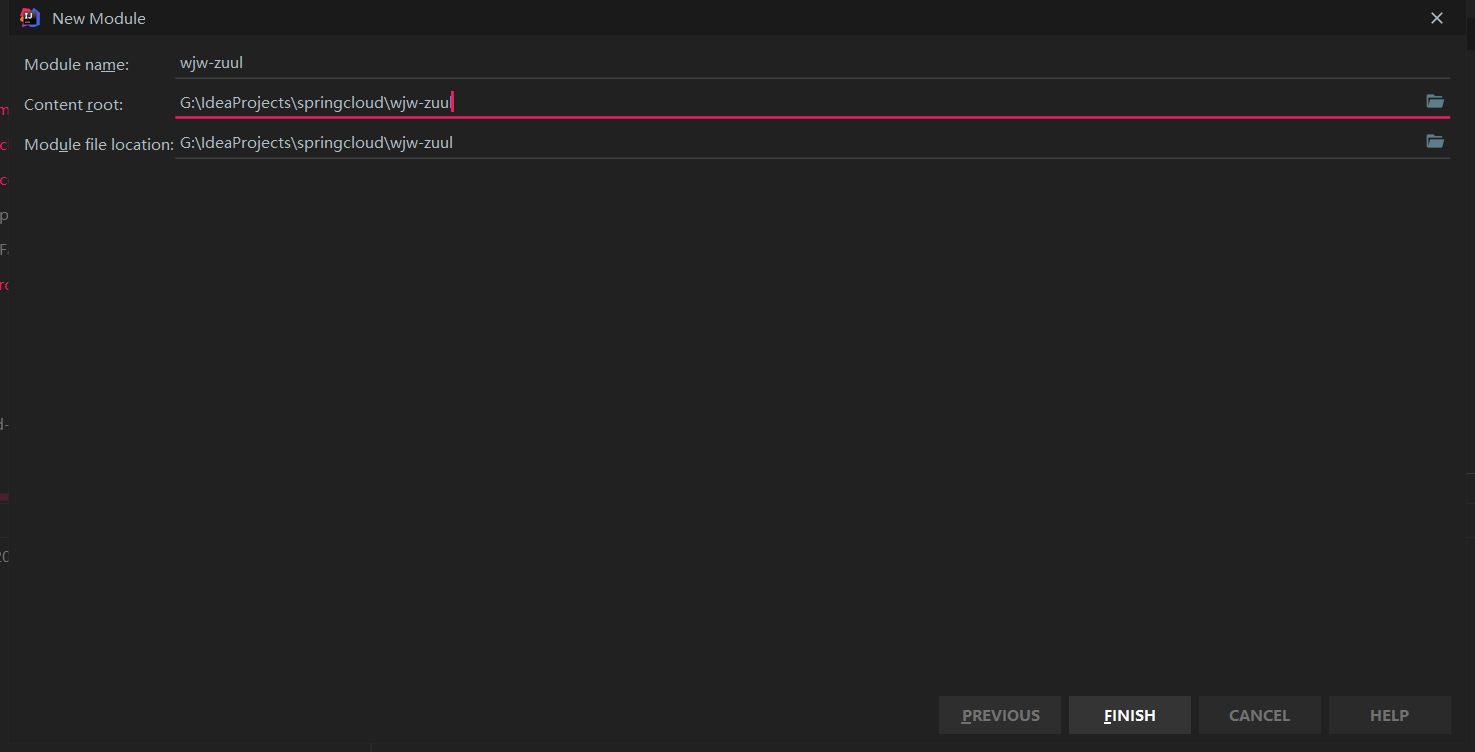 New Module
Module name: wjw-zuul
Content root: G:\IdeaProjects\springcloud\wjw-zuul
Module file location: G:\IdeaProjects\springcloud\wjw-zuul
PREVIOUS FINISH CANCEL HELP